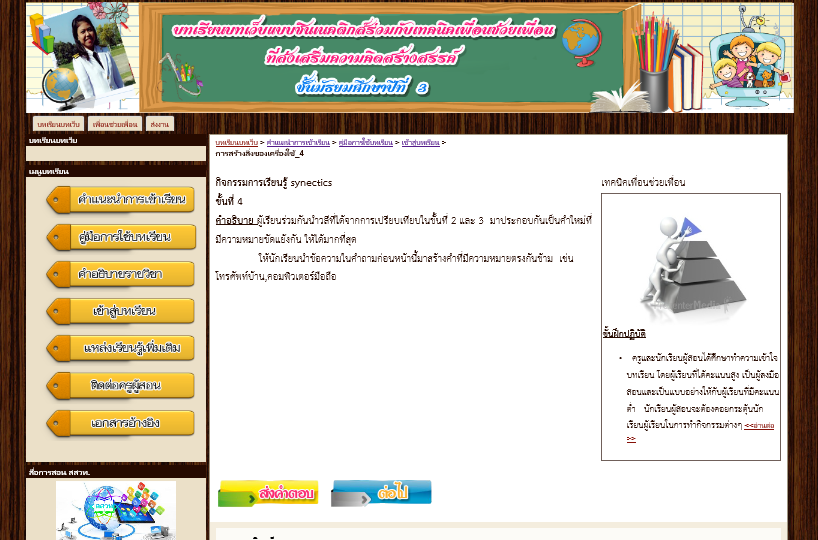 บทเรียนบทเว็บแบบซินเนคติกส์ร่วมกับเทคนิคเพื่อนช่วยเพื่อน
ที่ส่งเสริมความคิดสร้างสรรค์
ชั้นมัธยมศึกษาปีที่ 3
บทเรียนบทเว็บ เพื่อนช่วยเพื่อน ส่งงาน
บทเรียนบทเว็บ
เมนูบทเรียน
คำแนะนำการเข้าเรียน
คู่มือการใช้บทเรียน
คำอธิบายรายวิชา
เข้าสู่บทเรียน
แหล่งเรียนรู้เพิ่มเติม
ติดต่อครูผู้สอน
เอกสารอ้างอิง
สื่อการสอน สสวท.
บทเรียนบทเว็บ > คำแนะนำการเข้าเรียน > คู่มือการใช้บทเรียน > เข้าสู่บทเรียน >
การสร้างสิ่งของเครื่องใช้_4
กิจกรรมการเรียนรู้ synectics
ขั้นที่ 4
คำอธิบาย ผู้เรียนร่วมกันนำวลีที่ได้จากการเปรียบเทียบในขั้นที่ 2 และ 3 มาประกอบกันเป็นคำใหม่ที่
มีความหมายขัดแย้งกัน ให้ได้มากที่สุด
ให้นักเรียนนำข้อความในคำถามก่อนหน้านี้มาสร้างคำที่มีความหมายตรงกันข้าม เช่น
โทรศัพท์บ้าน,คอมพิวเตอร์มือถือ
ส่งคำตอบ ต่อไป
เทคนิคเพื่อนช่วยเพื่อน
ขั้นฝึกปฏิบัติ
• ครูและนักเรียนผู้สอนได้ศึกษาทำความเข้าใจ
บทเรียน โดยผู้เรียนที่ได้คะแนนสูง เป็นผู้ลงมือ
สอนและเป็นแบบอย่างให้กับผู้เรียนที่มีคะแนน
ต่ำ นักเรียนผู้สอนจะต้องคอยกระตุ้นนัก
เรียนผู้เรียนในการทำกิจกรรมต่างๆ <<อ่านต่อ
>>